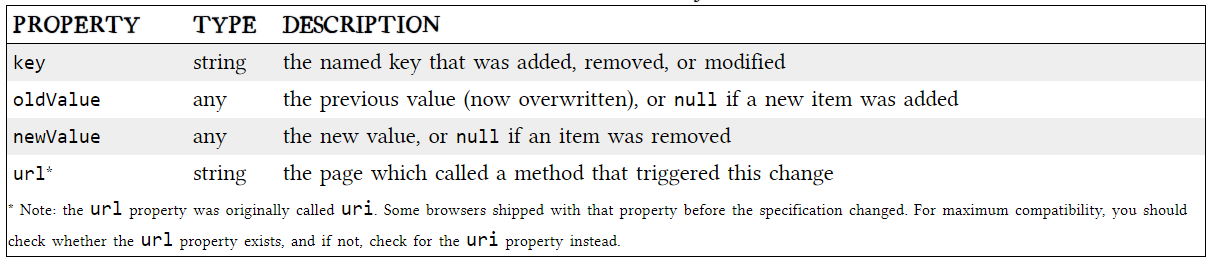 PROPERTY TYPE DESCRIPTION
key string the named key that was added, removed, or modified
oldValue any the previous value (now overwritten), or null if a new item was added
newValue any the new value, or null if an item was removed
url* string the page which called a method that triggered this change
* Note: the url property was originally called uri. Some browsers shipped with that property before the specification changed. For maximum compatibility, you should
check whether the url property exists, and if not, check for the uri property instead.